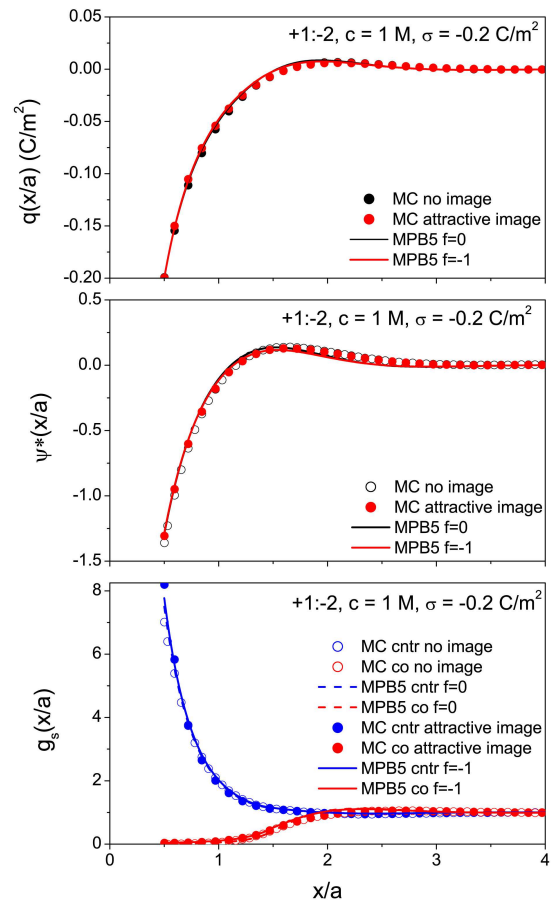 0.05
+1:-2, c = 1 M, σ = -0.2 C/m²
0.00
-0.05
-0.10
-0.15
-0.20
q(x/a) (C/m²)
MC no image
MC attractive image
MPB5 f=0
MPB5 f=-1
0.5
+1:-2, c = 1 M, σ = -0.2 C/m²
0.0
-0.5
-1.0
-1.5
ψ*(x/a)
MC no image
MC attractive image
MPB5 f=0
MPB5 f=-1
8
+1:-2, c = 1 M, σ = -0.2 C/m²
6
4
2
0
gₛ(x/a)
MC cntr no image
MC co no image
MPB5 cntr f=0
MPB5 co f=0
MC cntr attractive image
MC co attractive image
MPB5 cntr f=-1
MPB5 co f=-1
0 1 2 3 4
x/a